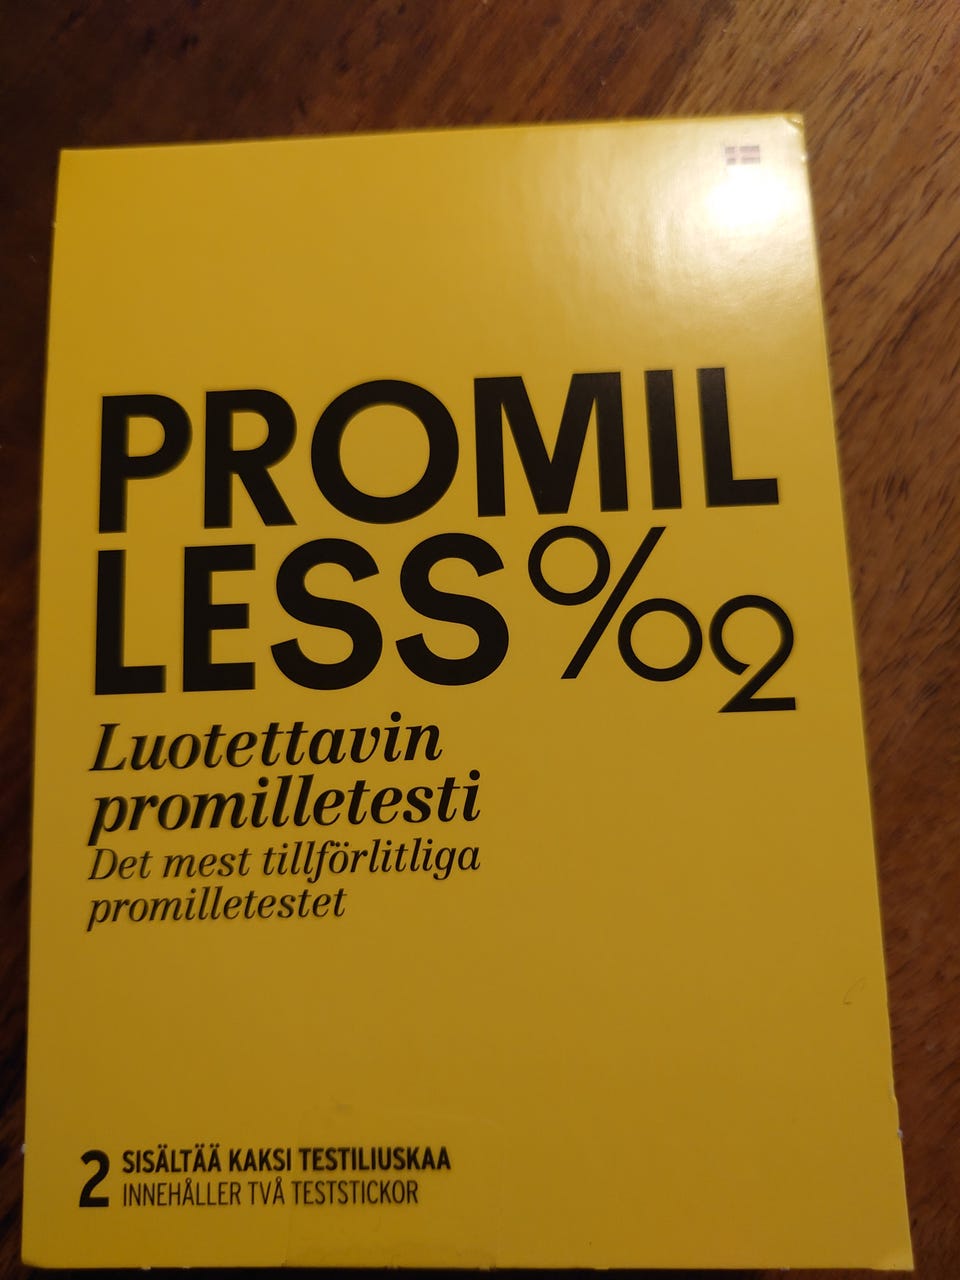 PROMIL
LESS‰2
Luotettavin
promilletesti
Det mest tillförlitliga
promilletestet
2 SISÄLTÄÄ KAKSI TESTILIUSKAA
INNEHÅLLER TVÅ TESTSTICKOR